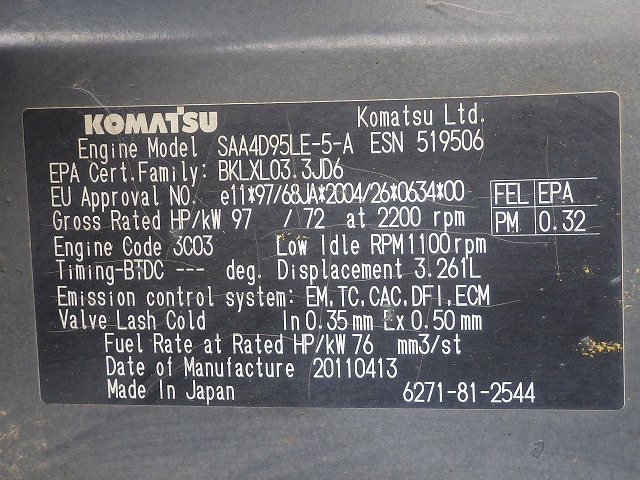 KOMATSU Komatsu Ltd.
Engine Model SAA4D95LE-5-A ESN 519506
EPA Cert.Family: BKLXL03.3JD6
EU Approval NO. e11*97/68JA*2004/26*0634*00 FEL EPA
Gross Rated HP/kW 97 / 72 at 2200 rpm PM 0.32
Engine Code 3C03 Low Idle RPM 1100 rpm
Timing-BTDC --- deg. Displacement 3.261L
Emission control system: EM,TC,CAC,DFI,ECM
Valve Lash Cold In 0.35 mm Ex 0.50 mm
Fuel Rate at Rated HP/kW 76 mm3/st
Date of Manufacture 20110413
Made In Japan 6271-81-2544